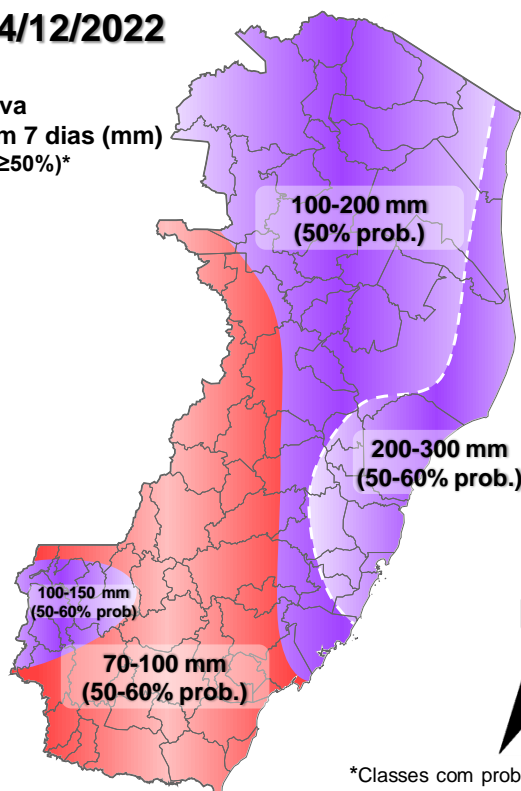 4/12/2022
va
m 7 dias (mm)
≥50%)*
100-200 mm
(50% prob.)
200-300 mm
(50-60% prob.)
100-150 mm
(50-60% prob)
70-100 mm
(50-60% prob.)
*Classes com prob